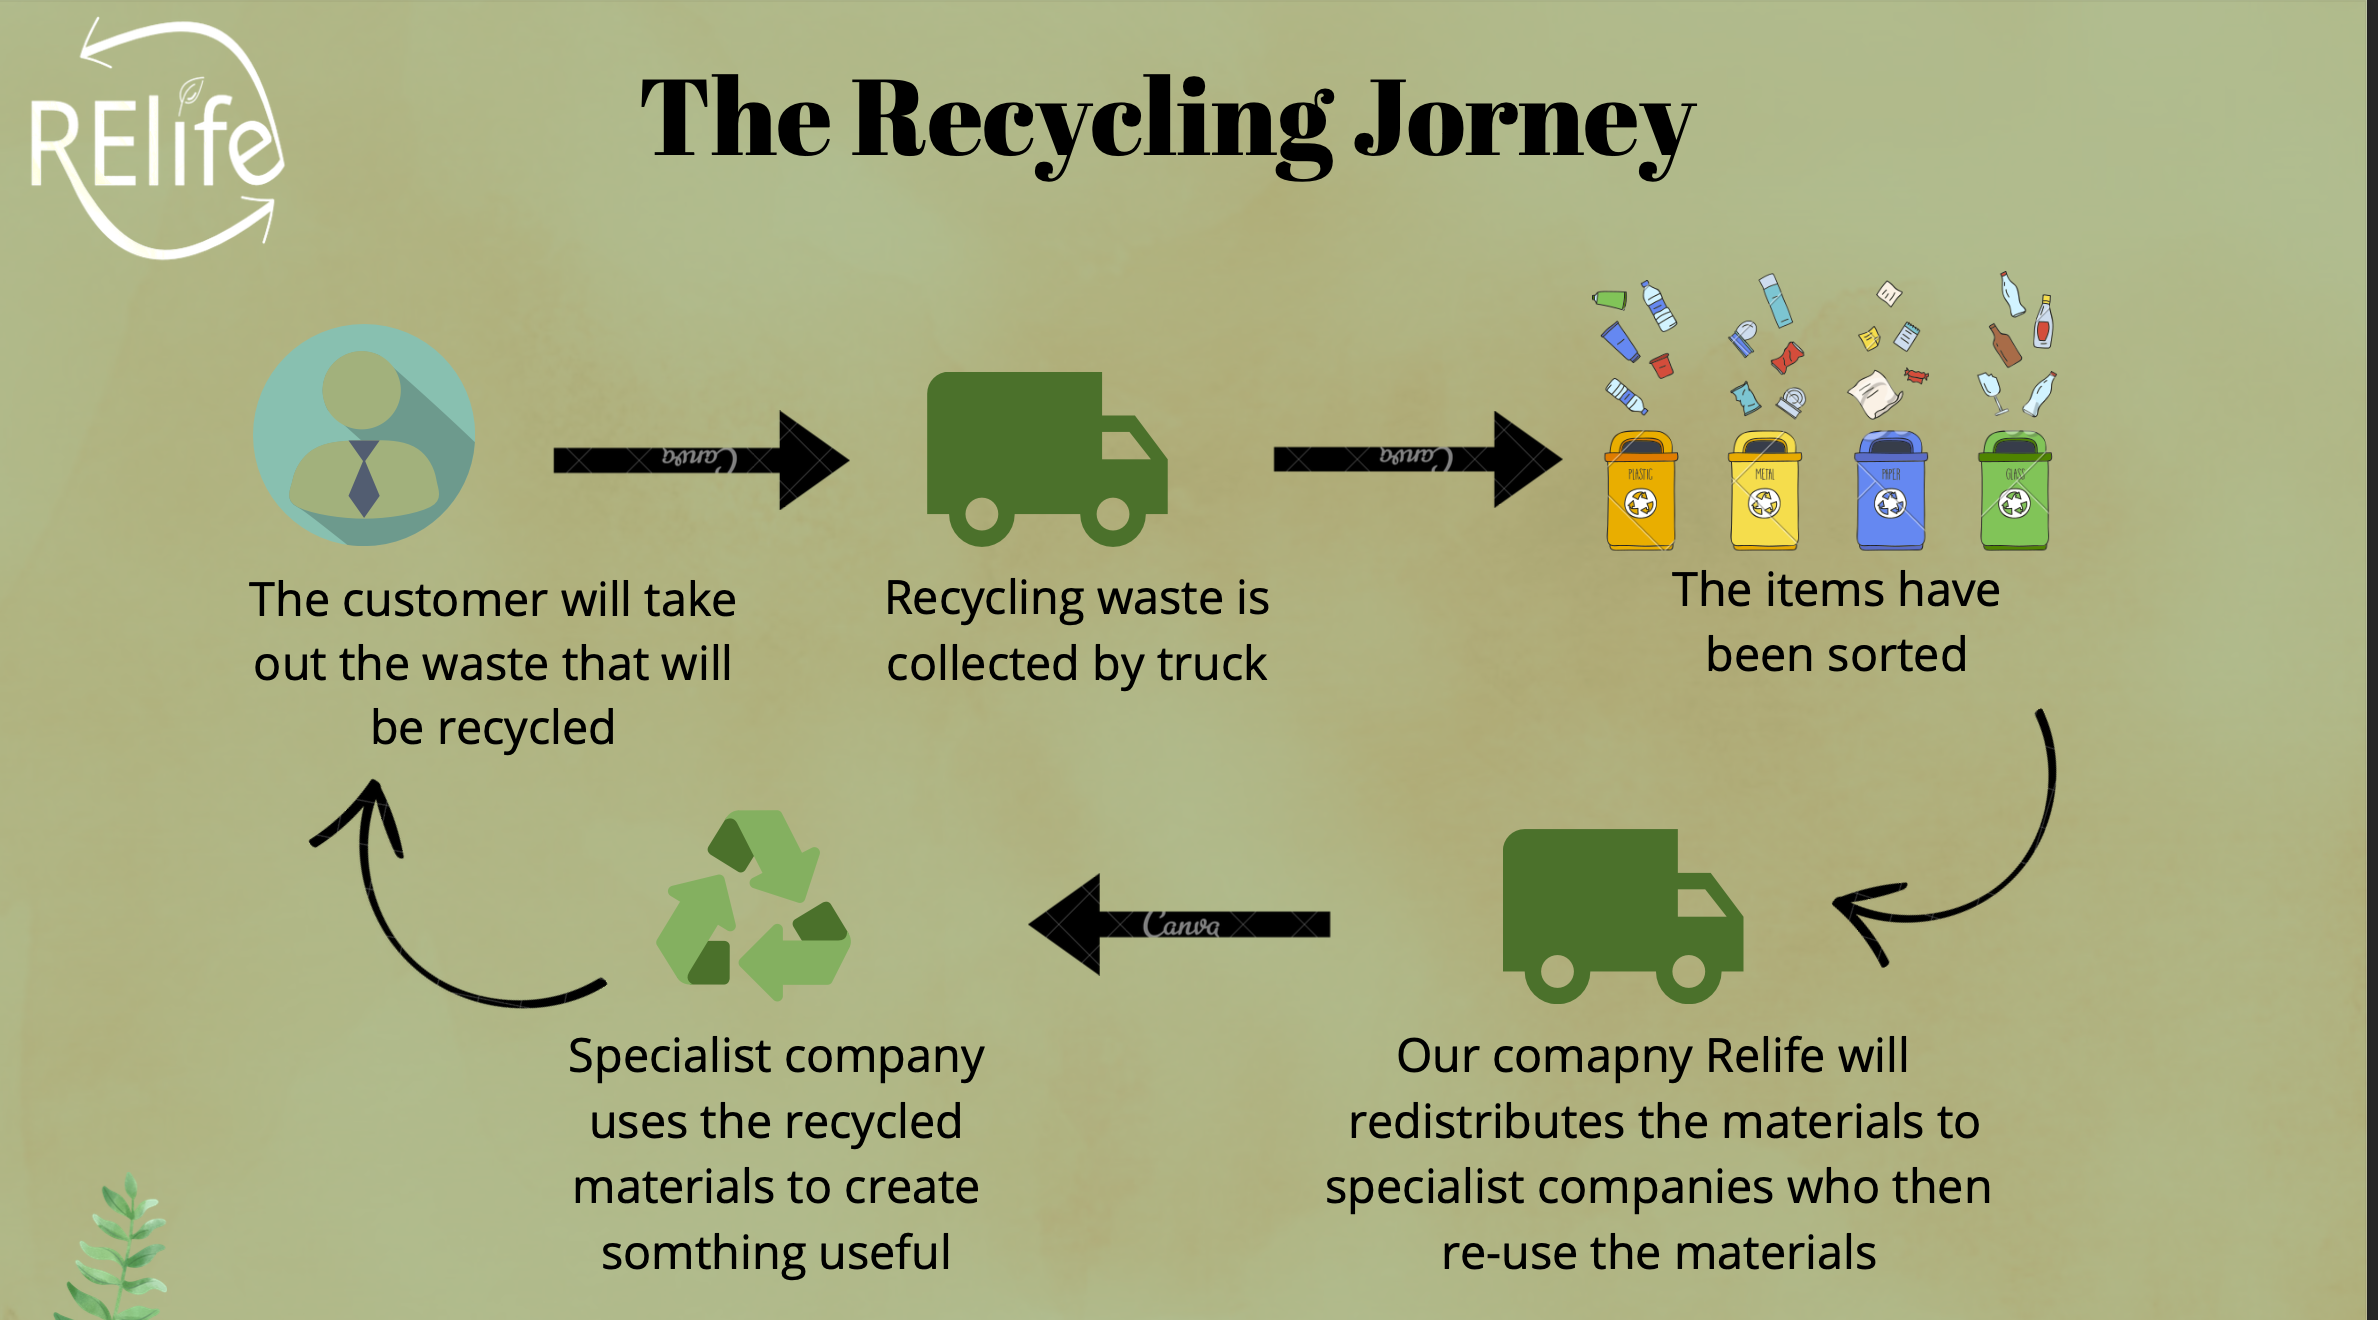 RElife
The Recycling Jorney
Canva
Canva
PLASTIC
METAL
PAPER
GLASS
The customer will take
out the waste that will
be recycled
Recycling waste is
collected by truck
The items have
been sorted
Canva
Our comapny Relife will
redistributes the materials to
specialist companies who then
re-use the materials
Specialist company
uses the recycled
materials to create
somthing useful